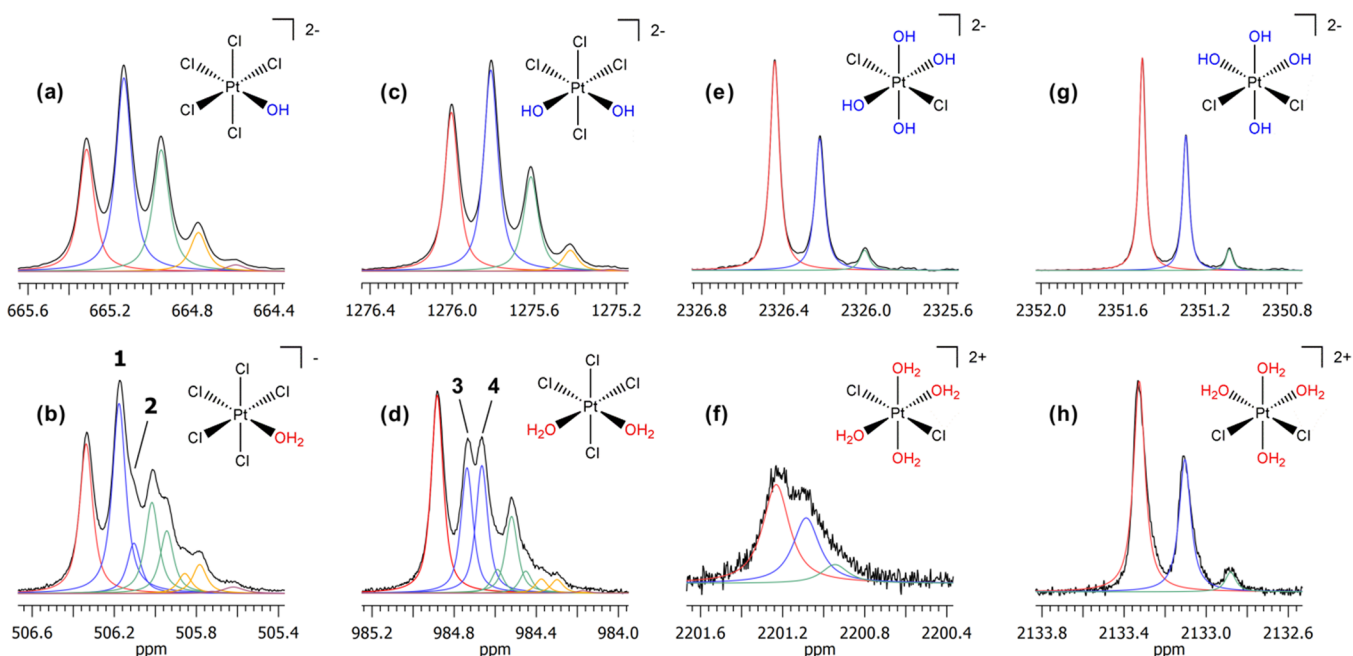 (a)
Cl
Cl
Cl
Pt
Cl
OH
Cl
2-
665.6 665.2 664.8 664.4
(c)
Cl
Cl
Cl
Pt
HO
OH
Cl
2-
1276.4 1276.0 1275.6 1275.2
(e)
OH
Cl
OH
Pt
HO
Cl
OH
2-
2326.8 2326.4 2326.0 2325.6
(g)
OH
HO
OH
Pt
Cl
Cl
OH
2-
2352.0 2351.6 2351.2 2350.8
(b)
1
2
Cl
Cl
Cl
Pt
Cl
OH2
Cl
-
506.6 506.2 505.8 505.4
ppm
(d)
3 4
Cl
Cl
Cl
Pt
H2O
OH2
Cl
985.2 984.8 984.4 984.0
ppm
(f)
OH2
Cl
OH2
Pt
H2O
Cl
OH2
2+
2201.6 2201.2 2200.8 2200.4
ppm
(h)
OH2
H2O
OH2
Pt
Cl
Cl
OH2
2+
2133.8 2133.4 2133.0 2132.6
ppm